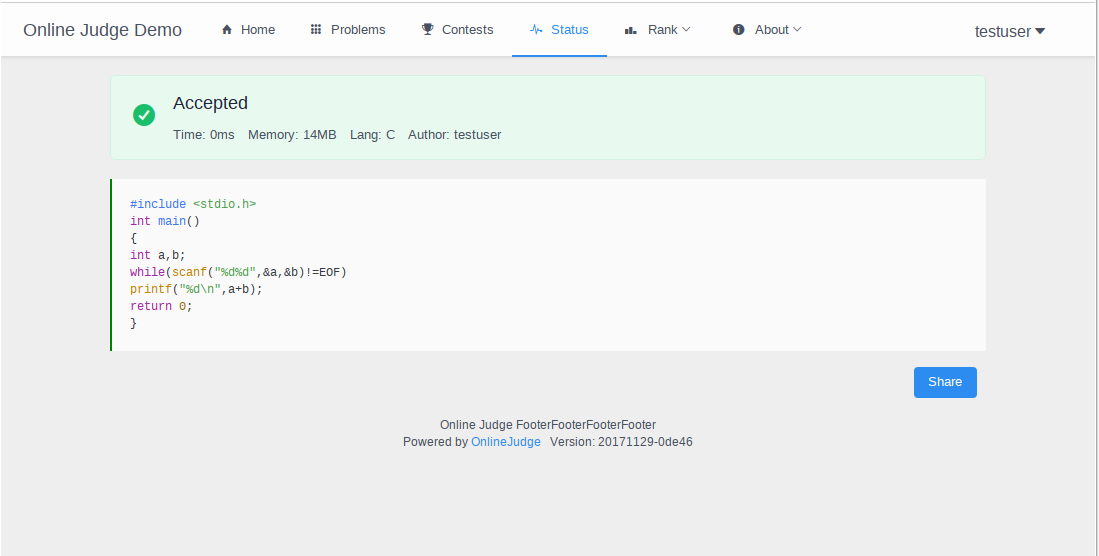 Online Judge Demo Home Problems Contests Status Rank About testuser
Accepted
Time: 0ms Memory: 14MB Lang: C Author: testuser
#include <stdio.h>
int main()
{
int a,b;
while(scanf("%d%d",&a,&b)!=EOF)
printf("%d\n",a+b);
return 0;
}
Share
Online Judge FooterFooterFooterFooter
Powered by OnlineJudge Version: 20171129-0de46